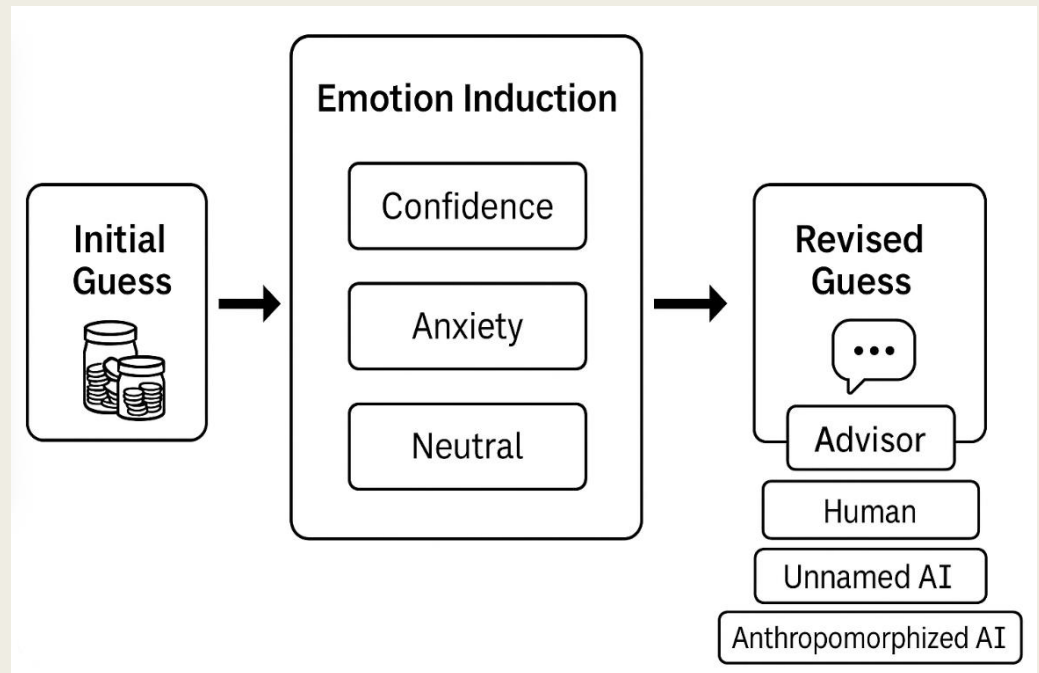 Initial
Guess
Emotion Induction
Confidence
Anxiety
Neutral
Revised
Guess
Advisor
Human
Unnamed AI
Anthropomorphized AI